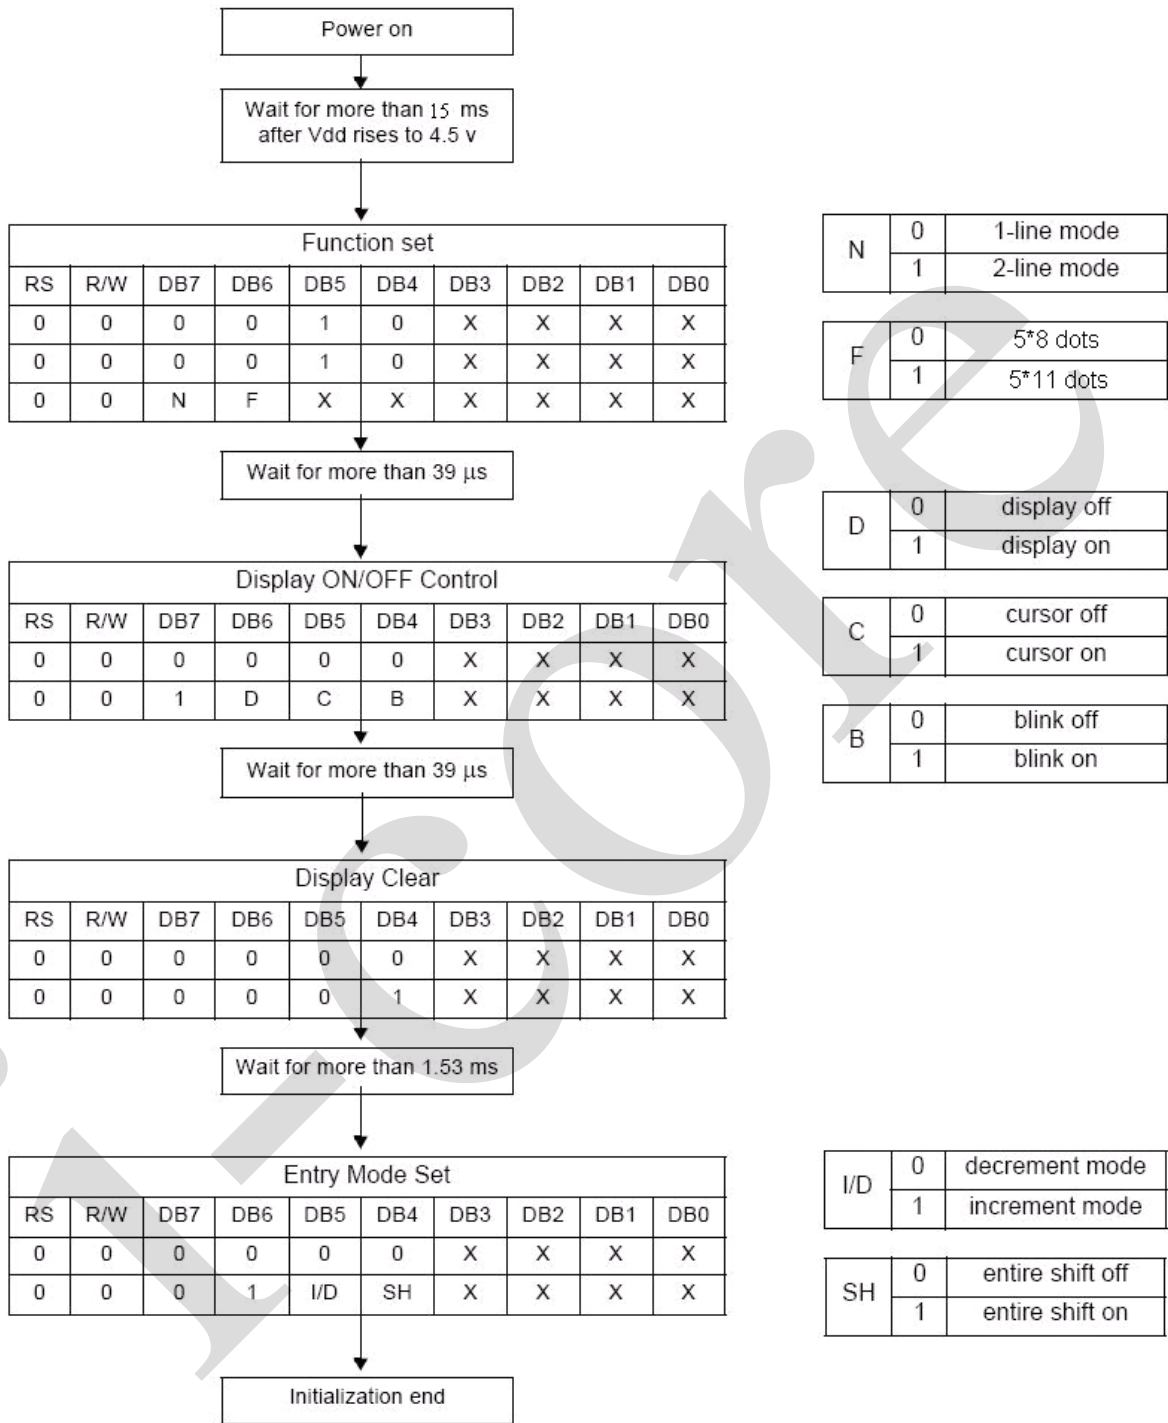 Power on
Wait for more than 15 ms
after Vdd rises to 4.5 v
Function set
RS R/W DB7 DB6 DB5 DB4 DB3 DB2 DB1 DB0
0 0 0 0 1 0 X X X X
0 0 0 0 1 0 X X X X
0 0 N F X X X X X X
N
0 1-line mode
1 2-line mode
F
0 5*8 dots
1 5*11 dots
Wait for more than 39 µs
Display ON/OFF Control
RS R/W DB7 DB6 DB5 DB4 DB3 DB2 DB1 DB0
0 0 0 0 0 0 X X X X
0 0 1 D C B X X X X
D
0 display off
1 display on
C
0 cursor off
1 cursor on
B
0 blink off
1 blink on
Wait for more than 39 µs
Display Clear
RS R/W DB7 DB6 DB5 DB4 DB3 DB2 DB1 DB0
0 0 0 0 0 0 X X X X
0 0 0 0 0 1 X X X X
Wait for more than 1.53 ms
Entry Mode Set
RS R/W DB7 DB6 DB5 DB4 DB3 DB2 DB1 DB0
0 0 0 0 0 0 X X X X
0 0 0 1 I/D SH X X X X
I/D
0 decrement mode
1 increment mode
SH
0 entire shift off
1 entire shift on
Initialization end
i-core